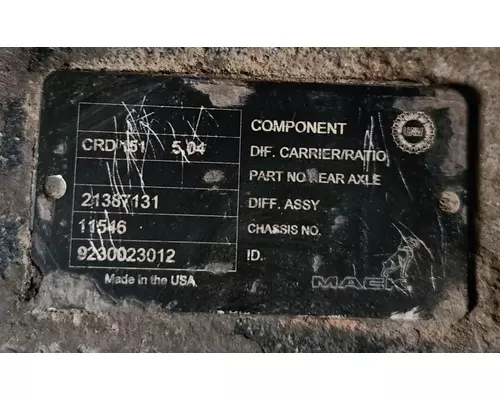 COMPONENT
CRD 151 5.04 DIF. CARRIER/RATIO
PART NO REAR AXLE
21387131 DIFF. ASSY
11546 CHASSIS NO.
9230023012 ID.
Made in the USA
MACK